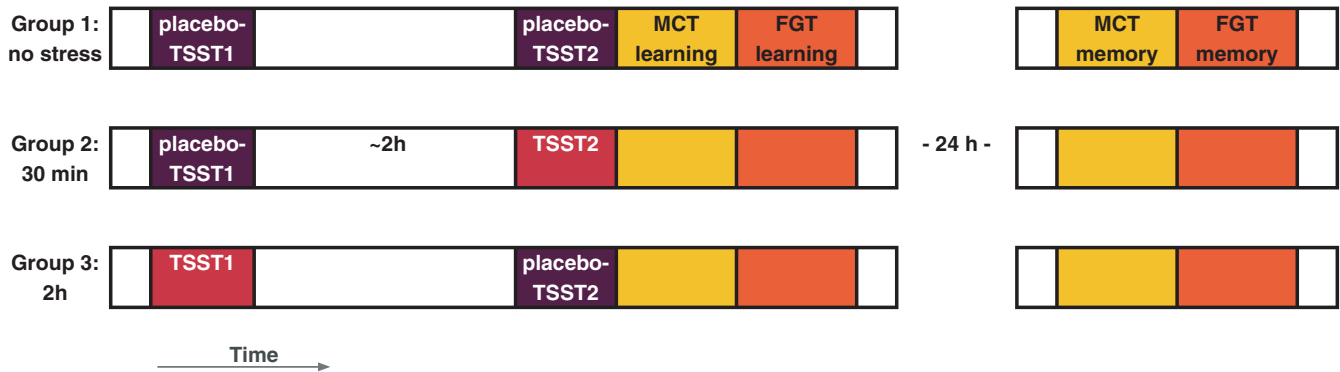 Group 1:
no stress
placebo-
TSST1
placebo-
TSST2
MCT
learning
FGT
learning
MCT
memory
FGT
memory
Group 2:
30 min
placebo-
TSST1
~2h
TSST2
- 24 h -
Group 3:
2h
TSST1
placebo-
TSST2
Time